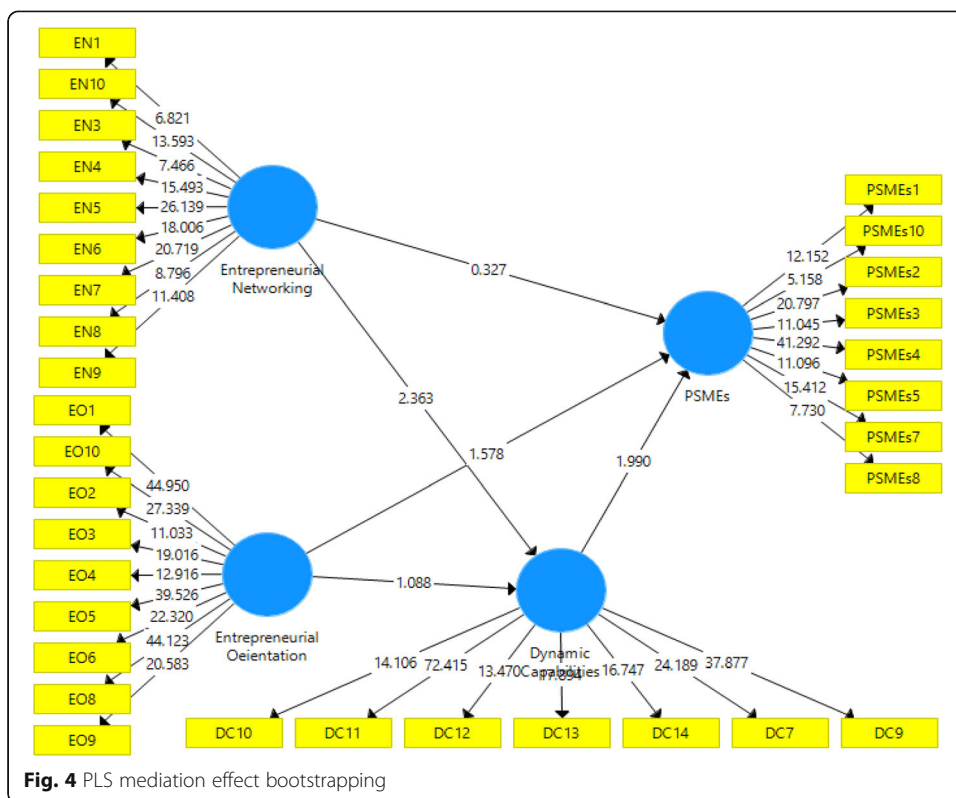 EN1
EN10
EN3
EN4
EN5
EN6
EN7
EN8
EN9
6.821
13.593
7.466
15.493
26.139
18.006
20.719
8.796
11.408
Entrepreneurial
Networking
EO1
EO10
EO2
EO3
EO4
EO5
EO6
EO8
EO9
44.950
27.339
11.033
19.016
12.916
39.526
22.320
44.123
20.583
Entrepreneurial
Oeientation
0.327
2.363
1.578
1.088
1.990
PSMEs
12.152
5.158
20.797
11.045
41.292
11.096
15.412
7.730
PSMEs1
PSMEs10
PSMEs2
PSMEs3
PSMEs4
PSMEs5
PSMEs7
PSMEs8
Dynamic
Capabilities
14.106
72.415
13.470
16.747
24.189
37.877
DC10
DC11
DC12
DC13
DC14
DC7
DC9
Fig. 4 PLS mediation effect bootstrapping